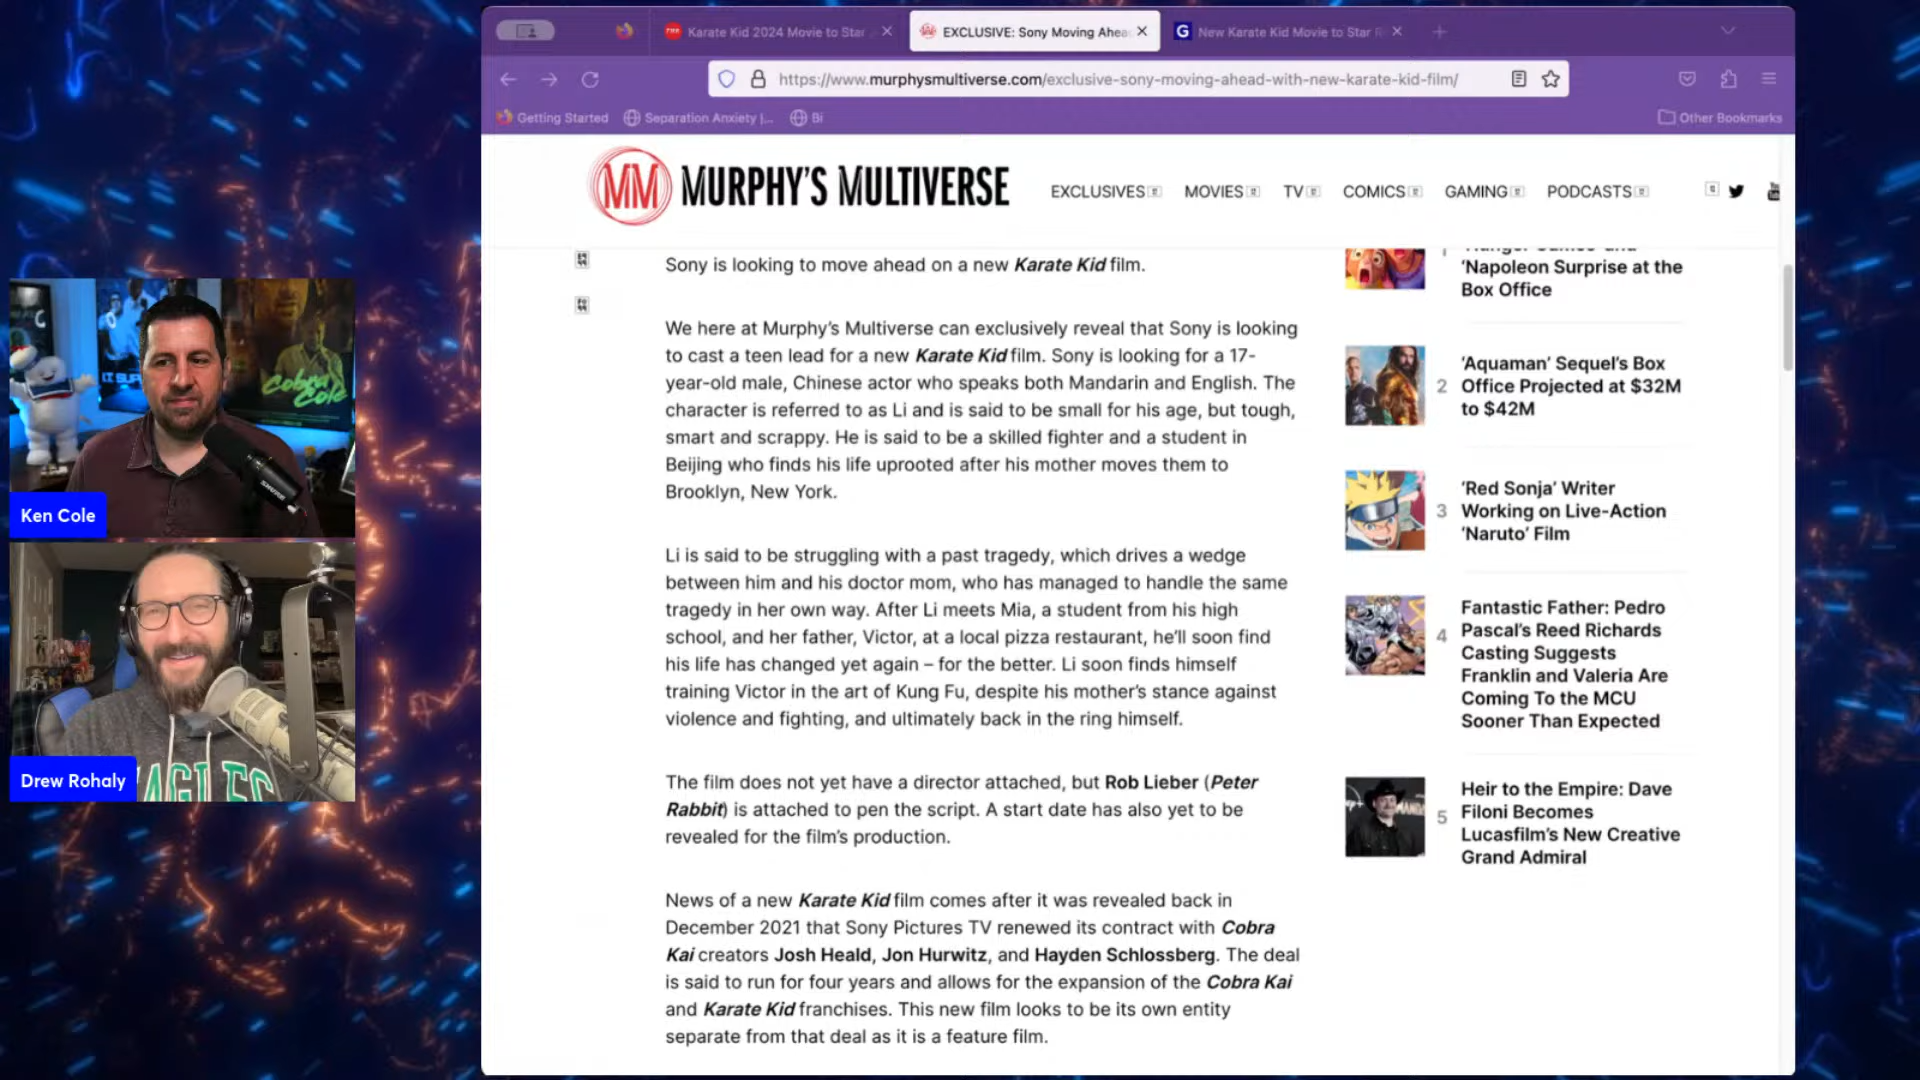 Karate Kid 2024 Movie to Star
EXCLUSIVE: Sony Moving Ahea
G New Karate Kid Movie to Star R
https://www.murphysmultiverse.com/exclusive-sony-moving-ahead-with-new-karate-kid-film/
Getting Started
Separation Anxiety |...
Bi
Other Bookmarks
MM MURPHY'S MULTIVERSE
EXCLUSIVES
MOVIES
TV
COMICS
GAMING
PODCASTS
Sony is looking to move ahead on a new Karate Kid film.
We here at Murphy’s Multiverse can exclusively reveal that Sony is looking
to cast a teen lead for a new Karate Kid film. Sony is looking for a 17-
year-old male, Chinese actor who speaks both Mandarin and English. The
character is referred to as Li and is said to be small for his age, but tough,
smart and scrappy. He is said to be a skilled fighter and a student in
Beijing who finds his life uprooted after his mother moves them to
Brooklyn, New York.
Li is said to be struggling with a past tragedy, which drives a wedge
between him and his doctor mom, who has managed to handle the same
tragedy in her own way. After Li meets Mia, a student from his high
school, and her father, Victor, at a local pizza restaurant, he’ll soon find
his life has changed yet again – for the better. Li soon finds himself
training Victor in the art of Kung Fu, despite his mother’s stance against
violence and fighting, and ultimately back in the ring himself.
The film does not yet have a director attached, but Rob Lieber (Peter
Rabbit) is attached to pen the script. A start date has also yet to be
revealed for the film’s production.
News of a new Karate Kid film comes after it was revealed back in
December 2021 that Sony Pictures TV renewed its contract with Cobra
Kai creators Josh Heald, Jon Hurwitz, and Hayden Schlossberg. The deal
is said to run for four years and allows for the expansion of the Cobra Kai
and Karate Kid franchises. This new film looks to be its own entity
separate from that deal as it is a feature film.
‘Napoleon Surprise at the
Box Office
2
‘Aquaman’ Sequel’s Box
Office Projected at $32M
to $42M
3
‘Red Sonja’ Writer
Working on Live-Action
‘Naruto’ Film
4
Fantastic Father: Pedro
Pascal’s Reed Richards
Casting Suggests
Franklin and Valeria Are
Coming To the MCU
Sooner Than Expected
5
Heir to the Empire: Dave
Filoni Becomes
Lucasfilm’s New Creative
Grand Admiral
Cobra
Kai
SHURE
Ken Cole
EAGLES
Drew Rohaly